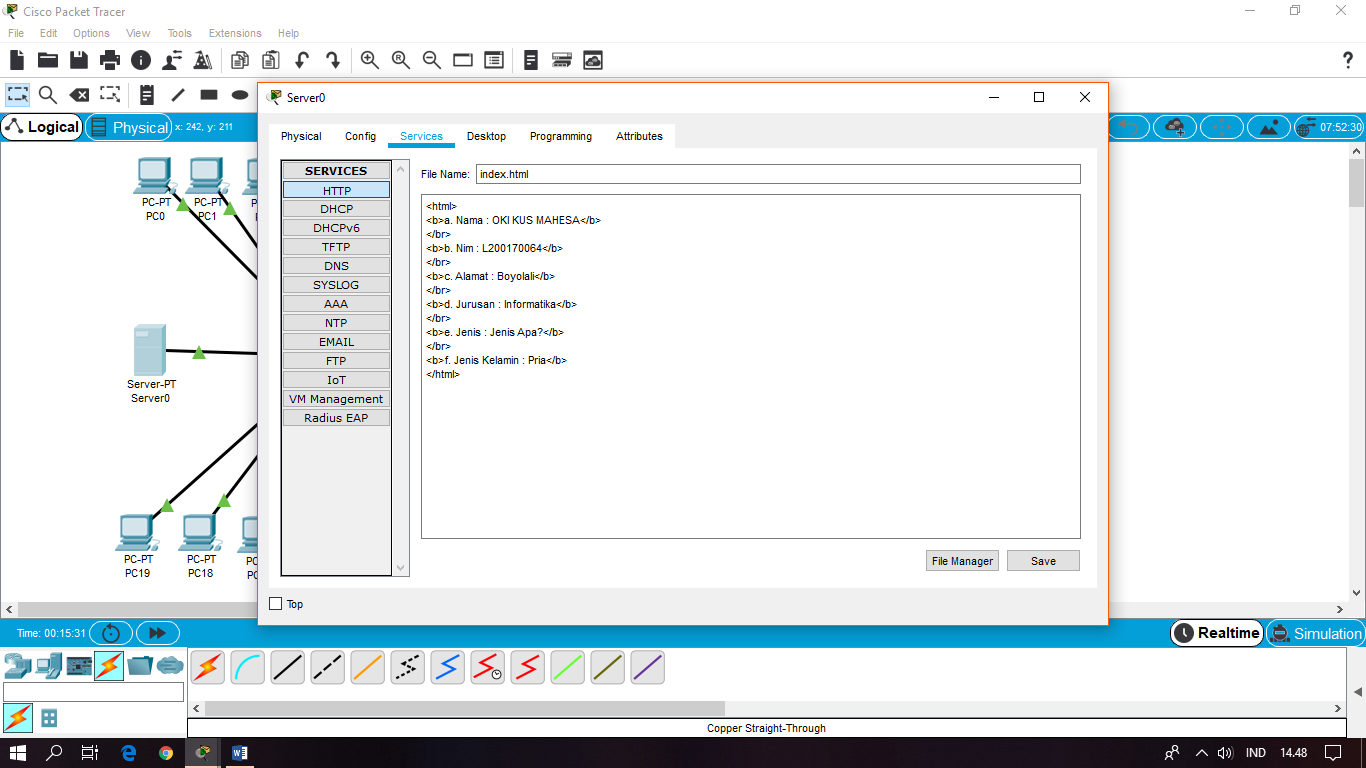 Cisco Packet Tracer
File Edit Options View Tools Extensions Help
?
Server0
Logical
Physical
x: 242, y: 211
07:52:30
Physical Config Services Desktop Programming Attributes
SERVICES
HTTP
DHCP
DHCPv6
TFTP
DNS
SYSLOG
AAA
NTP
EMAIL
FTP
IoT
VM Management
Radius EAP
File Name: index.html
<html>
<b>a. Nama : OKI KUS MAHESA</b>
</br>
<b>b. Nim : L200170064</b>
</br>
<b>c. Alamat : Boyolali</b>
</br>
<b>d. Jurusan : Informatika</b>
</br>
<b>e. Jenis : Jenis Apa?</b>
</br>
<b>f. Jenis Kelamin : Pria</b>
</html>
File Manager Save
Top
PC-PT
PC0
PC-PT
PC1
Server-PT
Server0
PC-PT
PC19
PC-PT
PC18
Time: 00:15:31
Realtime
Simulation
Copper Straight-Through
IND
14.48